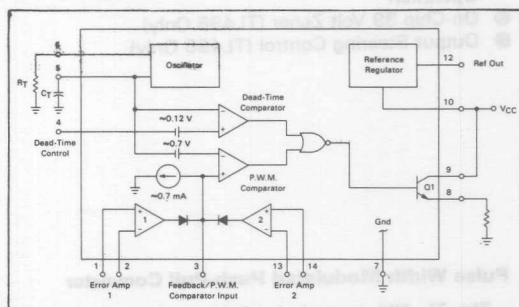 On-Chip 39 Volt Zener (TL496 Only)
Output Steering Control (TL495 Only)
6
5
Oscillator
Reference
Regulator
12
Ref Out
RT
CT
4
Dead-Time
Control
≈0.12 V
≈0.7 V
Dead-Time
Comparator
P.W.M.
Comparator
≈0.7 mA
10
VCC
9
Q1
8
+
−
1
+
−
2
Gnd
1
2
3
13
14
7
Error Amp
1
Feedback/P.W.M.
Comparator Input
Error Amp
2
Pulse Width Modulated Push-Pull Converter